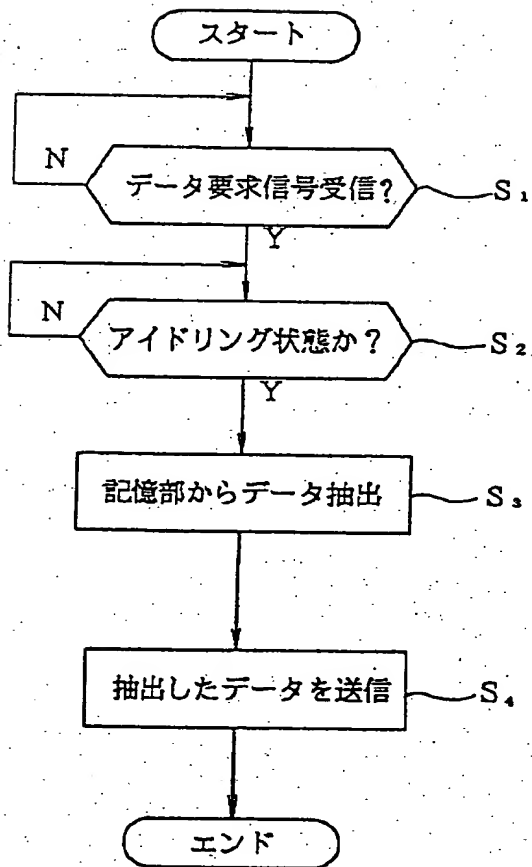 スタート
N
データ要求信号受信?
S₁
Y
N
アイドリング状態か?
S₂
Y
記憶部からデータ抽出
S₃
抽出したデータを送信
S₄
エンド